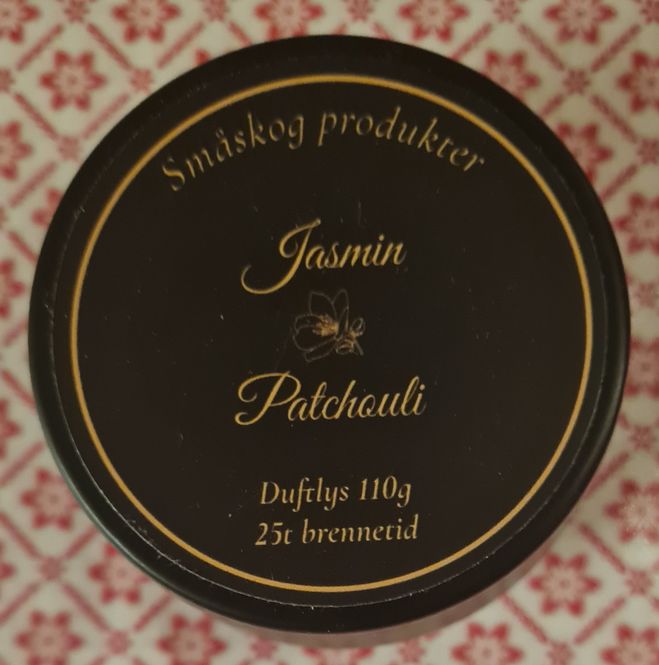 Småskog produkter
Jasmin
Patchouli
Duftlys 110g
25t brennetid